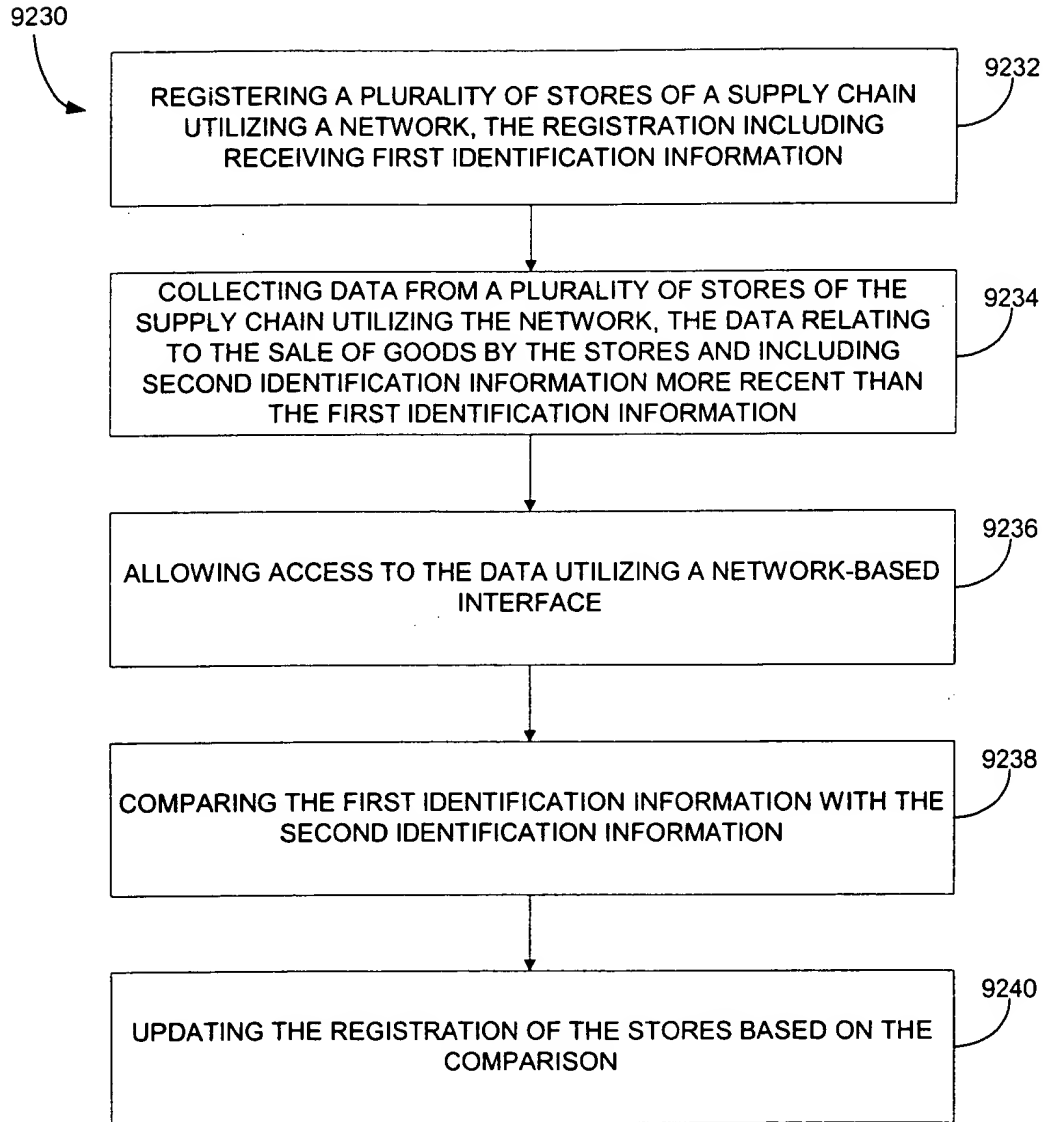 9230
9232
REGISTERING A PLURALITY OF STORES OF A SUPPLY CHAIN
UTILIZING A NETWORK, THE REGISTRATION INCLUDING
RECEIVING FIRST IDENTIFICATION INFORMATION
9234
COLLECTING DATA FROM A PLURALITY OF STORES OF THE
SUPPLY CHAIN UTILIZING THE NETWORK, THE DATA RELATING
TO THE SALE OF GOODS BY THE STORES AND INCLUDING
SECOND IDENTIFICATION INFORMATION MORE RECENT THAN
THE FIRST IDENTIFICATION INFORMATION
9236
ALLOWING ACCESS TO THE DATA UTILIZING A NETWORK-BASED
INTERFACE
9238
COMPARING THE FIRST IDENTIFICATION INFORMATION WITH THE
SECOND IDENTIFICATION INFORMATION
9240
UPDATING THE REGISTRATION OF THE STORES BASED ON THE
COMPARISON